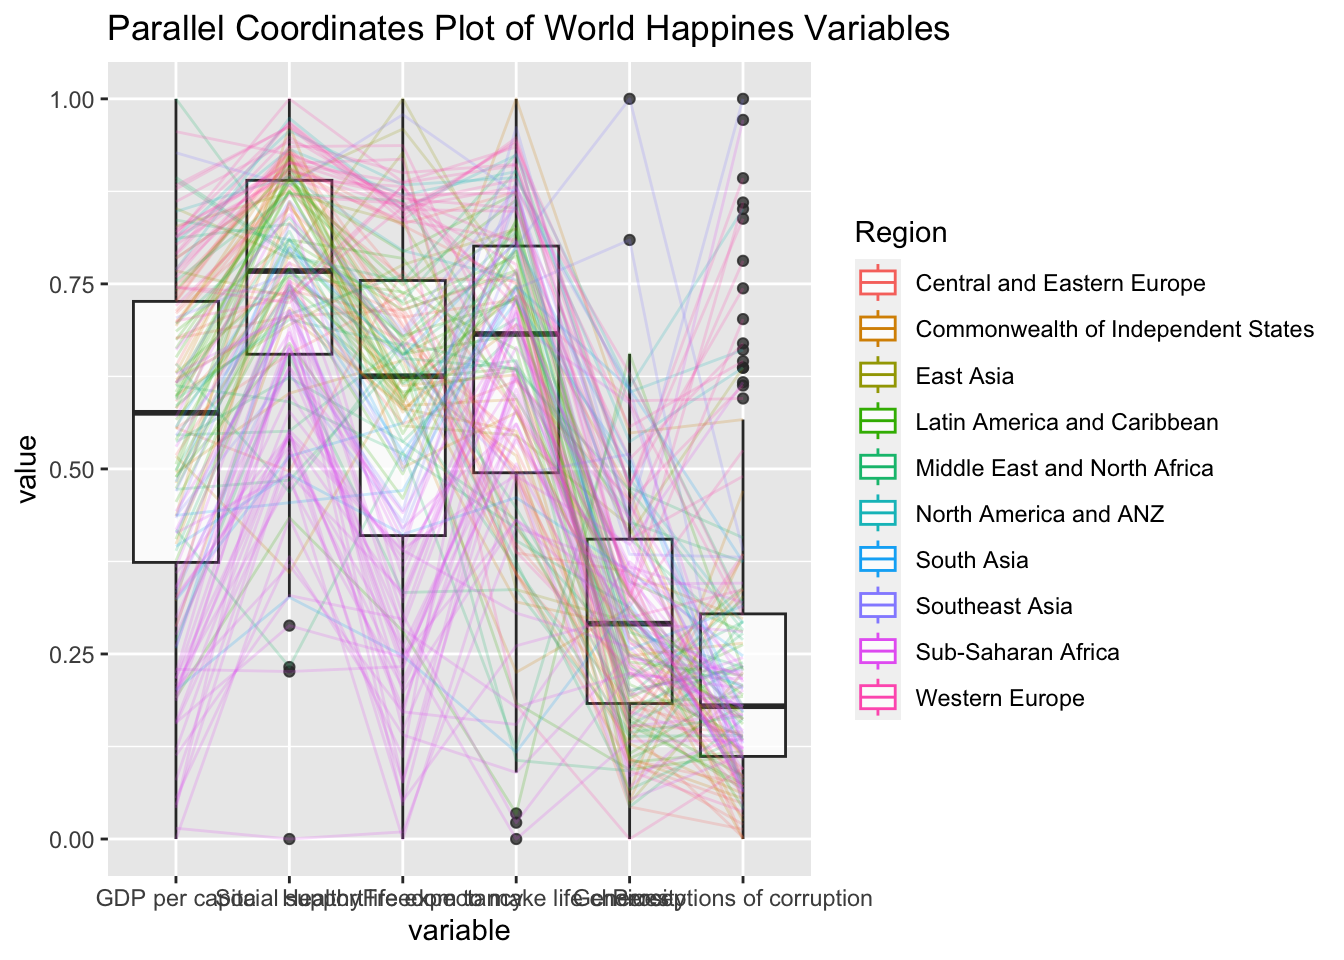 Parallel Coordinates Plot of World Happines Variables
1.00
0.75
0.50
0.25
0.00
value
GDP per capita Social support Healthy life expectancy Freedom to make life choices Generosity Perceptions of corruption
variable
Region
Central and Eastern Europe
Commonwealth of Independent States
East Asia
Latin America and Caribbean
Middle East and North Africa
North America and ANZ
South Asia
Southeast Asia
Sub-Saharan Africa
Western Europe